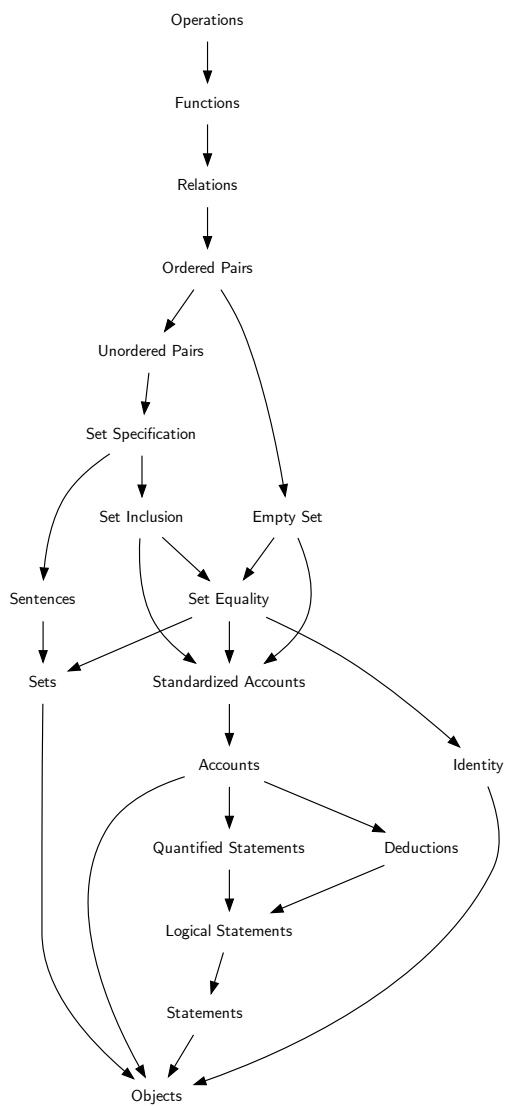 Operations
Functions
Relations
Ordered Pairs
Unordered Pairs
Set Specification
Set Inclusion
Empty Set
Sentences
Set Equality
Sets
Standardized Accounts
Accounts
Identity
Quantified Statements
Deductions
Logical Statements
Statements
Objects